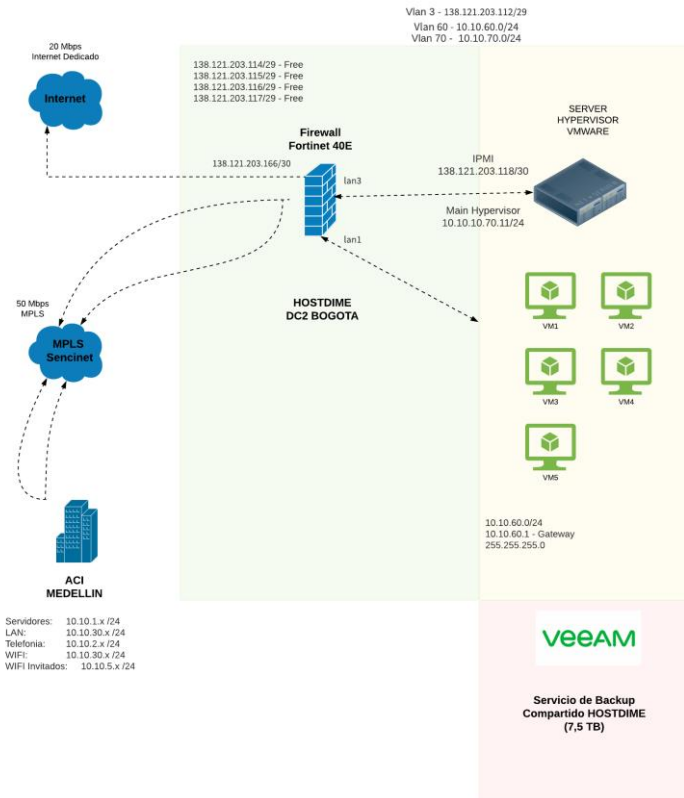 Vlan 3 - 138.121.203.112/29
Vlan 60 - 10.10.60.0/24
Vlan 70 - 10.10.70.0/24
20 Mbps
Internet Dedicado
Internet
138.121.203.114/29 - Free
138.121.203.115/29 - Free
138.121.203.116/29 - Free
138.121.203.117/29 - Free
Firewall
Fortinet 40E
138.121.203.166/30
lan3
lan1
SERVER
HYPERVISOR
VMWARE
IPMI
138.121.203.118/30
Main Hypervisor
10.10.10.70.11/24
HOSTDIME
DC2 BOGOTA
50 Mbps
MPLS
MPLS
Sencinet
VM1
VM2
VM3
VM4
VM5
10.10.60.0/24
10.10.60.1 - Gateway
255.255.255.0
ACI
MEDELLIN
Servidores: 10.10.1.x /24
LAN: 10.10.30.x /24
Telefonia: 10.10.2.x /24
WIFI: 10.10.30.x /24
WIFI Invitados: 10.10.5.x /24
veeAM
Servicio de Backup
Compartido HOSTDIME
(7,5 TB)